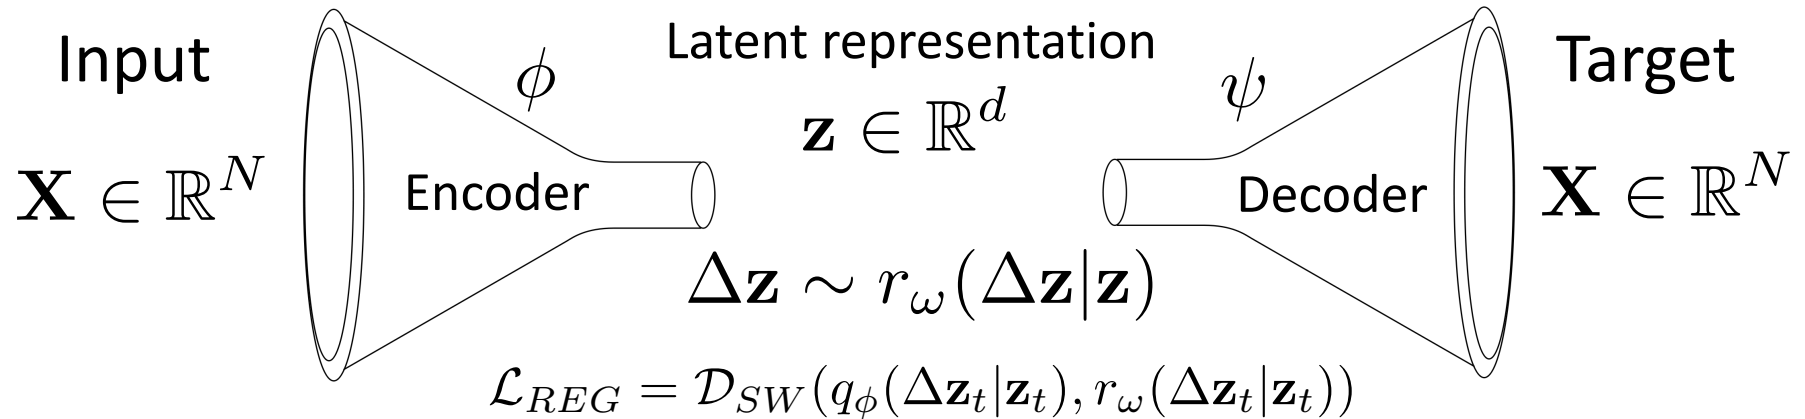 Input
𝐗 ∈ ℝ^N
ϕ
Encoder
Latent representation
𝐳 ∈ ℝ^d
Δ𝐳 ∼ r_ω(Δ𝐳|𝐳)
ℒ_REG = 𝒟_SW(q_ϕ(Δ𝐳_t|𝐳_t), r_ω(Δ𝐳_t|𝐳_t))
ψ
Decoder
Target
𝐗 ∈ ℝ^N